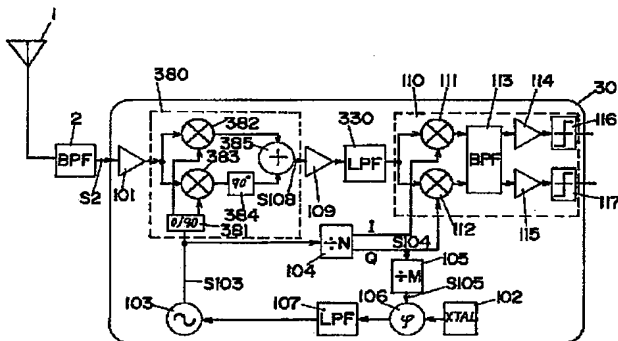 1
380
110
111
113
114
30
382
385
116
2
BPF
383
+
330
LPF
BPF
S2
101
90°
384
S108
109
0/90
381
112
115
117
÷N
I
Q
S104
104
105
÷M
S103
S105
103
107
LPF
106
φ
102
XTAL